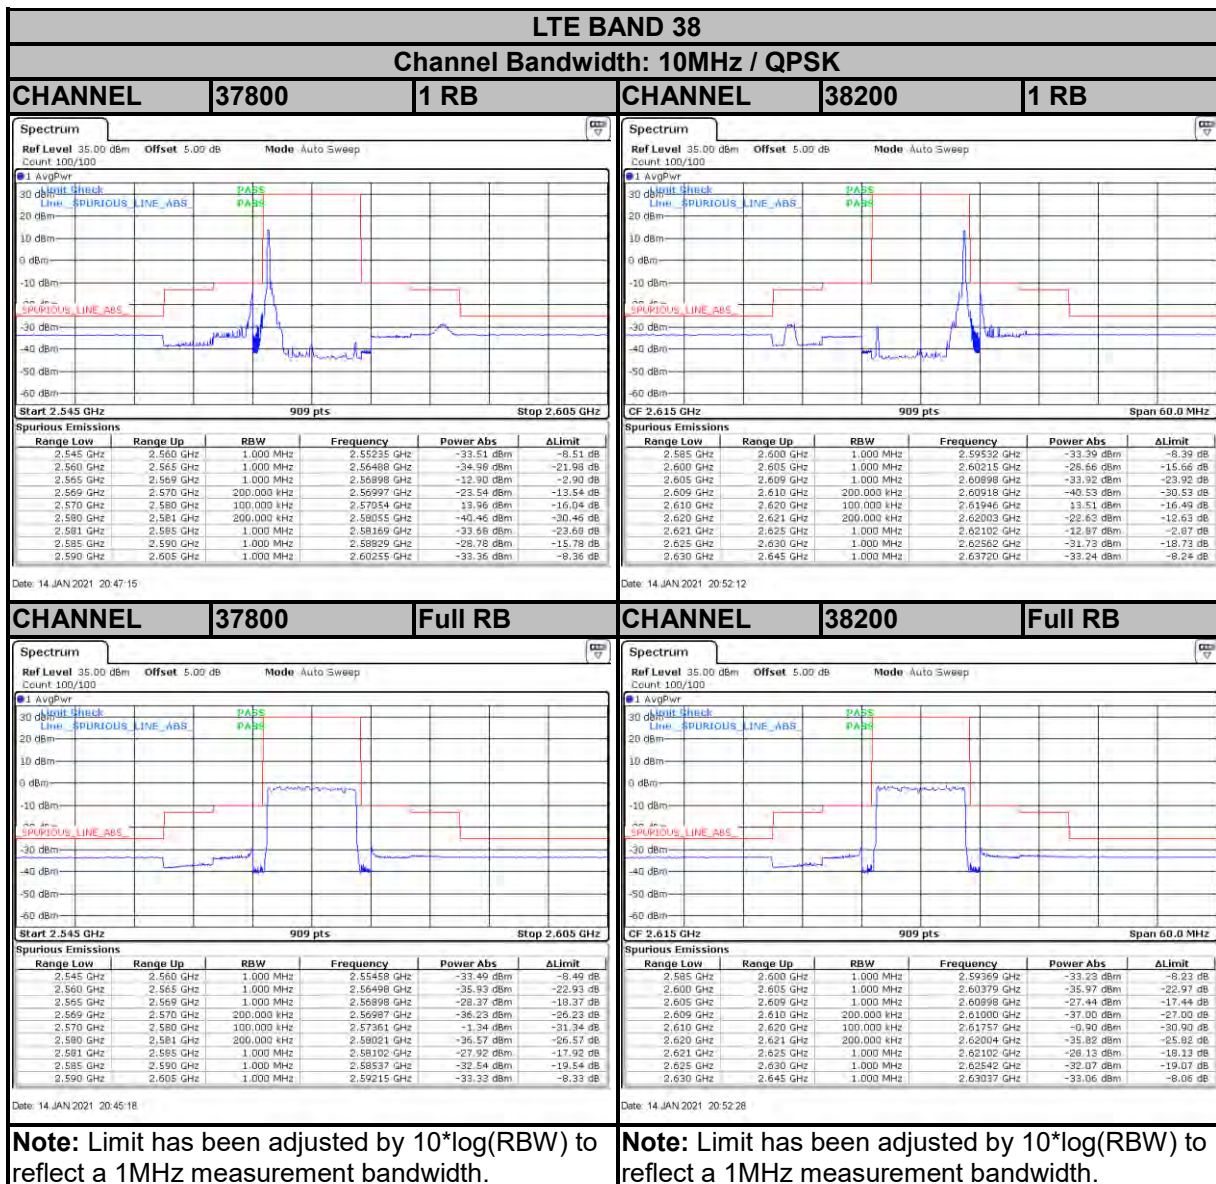 LTE BAND 38
Channel Bandwidth: 10MHz / QPSK
CHANNEL 37800 1 RB CHANNEL 38200 1 RB
Spectrum
Ref Level 35.00 dBm Offset 5.00 dB Mode Auto Sweep
Count 100/100
1 AvgPwr
Limit Check PASS
Line _SPURIOUS_LINE_ABS_ PASS
30 dBm
20 dBm
10 dBm
0 dBm
-10 dBm
-20 dBm
_SPURIOUS_LINE_ABS_
-30 dBm
-40 dBm
-50 dBm
-60 dBm
Start 2.545 GHz 909 pts Stop 2.605 GHz
Spurious Emissions
Range Low Range Up RBW Frequency Power Abs ΔLimit
2.545 GHz 2.560 GHz 1.000 MHz 2.55235 GHz -33.51 dBm -8.51 dB
2.560 GHz 2.565 GHz 1.000 MHz 2.56488 GHz -34.98 dBm -21.98 dB
2.565 GHz 2.569 GHz 1.000 MHz 2.56898 GHz -12.90 dBm -2.90 dB
2.569 GHz 2.570 GHz 200.000 kHz 2.56997 GHz -23.54 dBm -13.54 dB
2.570 GHz 2.580 GHz 100.000 kHz 2.57054 GHz 13.96 dBm -16.04 dB
2.580 GHz 2.581 GHz 200.000 kHz 2.58055 GHz -40.46 dBm -30.46 dB
2.581 GHz 2.585 GHz 1.000 MHz 2.58169 GHz -33.68 dBm -23.68 dB
2.585 GHz 2.590 GHz 1.000 MHz 2.58829 GHz -28.78 dBm -15.78 dB
2.590 GHz 2.605 GHz 1.000 MHz 2.60255 GHz -33.36 dBm -8.36 dB
Date: 14.JAN.2021 20:47:15
Spectrum
Ref Level 35.00 dBm Offset 5.00 dB Mode Auto Sweep
Count 100/100
1 AvgPwr
Limit Check PASS
Line _SPURIOUS_LINE_ABS_ PASS
30 dBm
20 dBm
10 dBm
0 dBm
-10 dBm
-20 dBm
_SPURIOUS_LINE_ABS_
-30 dBm
-40 dBm
-50 dBm
-60 dBm
CF 2.615 GHz 909 pts Span 60.0 MHz
Spurious Emissions
Range Low Range Up RBW Frequency Power Abs ΔLimit
2.585 GHz 2.600 GHz 1.000 MHz 2.59532 GHz -33.39 dBm -8.39 dB
2.600 GHz 2.605 GHz 1.000 MHz 2.60215 GHz -28.66 dBm -15.66 dB
2.605 GHz 2.609 GHz 1.000 MHz 2.60898 GHz -33.92 dBm -23.92 dB
2.609 GHz 2.610 GHz 200.000 kHz 2.60918 GHz -40.53 dBm -30.53 dB
2.610 GHz 2.620 GHz 100.000 kHz 2.61946 GHz 13.51 dBm -16.49 dB
2.620 GHz 2.621 GHz 200.000 kHz 2.62003 GHz -22.63 dBm -12.63 dB
2.621 GHz 2.625 GHz 1.000 MHz 2.62102 GHz -12.87 dBm -2.87 dB
2.625 GHz 2.630 GHz 1.000 MHz 2.62562 GHz -31.73 dBm -18.73 dB
2.630 GHz 2.645 GHz 1.000 MHz 2.63720 GHz -33.24 dBm -8.24 dB
Date: 14.JAN.2021 20:52:12
CHANNEL 37800 Full RB CHANNEL 38200 Full RB
Spectrum
Ref Level 35.00 dBm Offset 5.00 dB Mode Auto Sweep
Count 100/100
1 AvgPwr
Limit Check PASS
Line _SPURIOUS_LINE_ABS_ PASS
30 dBm
20 dBm
10 dBm
0 dBm
-10 dBm
-20 dBm
_SPURIOUS_LINE_ABS_
-30 dBm
-40 dBm
-50 dBm
-60 dBm
Start 2.545 GHz 909 pts Stop 2.605 GHz
Spurious Emissions
Range Low Range Up RBW Frequency Power Abs ΔLimit
2.545 GHz 2.560 GHz 1.000 MHz 2.55458 GHz -33.49 dBm -8.49 dB
2.560 GHz 2.565 GHz 1.000 MHz 2.56498 GHz -35.93 dBm -22.93 dB
2.565 GHz 2.569 GHz 1.000 MHz 2.56898 GHz -28.37 dBm -18.37 dB
2.569 GHz 2.570 GHz 200.000 kHz 2.56987 GHz -36.23 dBm -26.23 dB
2.570 GHz 2.580 GHz 100.000 kHz 2.57361 GHz -1.34 dBm -31.34 dB
2.580 GHz 2.581 GHz 200.000 kHz 2.58021 GHz -36.57 dBm -26.57 dB
2.581 GHz 2.585 GHz 1.000 MHz 2.58102 GHz -27.92 dBm -17.92 dB
2.585 GHz 2.590 GHz 1.000 MHz 2.58537 GHz -32.54 dBm -19.54 dB
2.590 GHz 2.605 GHz 1.000 MHz 2.59215 GHz -33.33 dBm -8.33 dB
Date: 14.JAN.2021 20:45:18
Spectrum
Ref Level 35.00 dBm Offset 5.00 dB Mode Auto Sweep
Count 100/100
1 AvgPwr
Limit Check PASS
Line _SPURIOUS_LINE_ABS_ PASS
30 dBm
20 dBm
10 dBm
0 dBm
-10 dBm
-20 dBm
_SPURIOUS_LINE_ABS_
-30 dBm
-40 dBm
-50 dBm
-60 dBm
CF 2.615 GHz 909 pts Span 60.0 MHz
Spurious Emissions
Range Low Range Up RBW Frequency Power Abs ΔLimit
2.585 GHz 2.600 GHz 1.000 MHz 2.59369 GHz -33.23 dBm -8.23 dB
2.600 GHz 2.605 GHz 1.000 MHz 2.60379 GHz -35.97 dBm -22.97 dB
2.605 GHz 2.609 GHz 1.000 MHz 2.60898 GHz -27.44 dBm -17.44 dB
2.609 GHz 2.610 GHz 200.000 kHz 2.61000 GHz -37.00 dBm -27.00 dB
2.610 GHz 2.620 GHz 100.000 kHz 2.61757 GHz -0.90 dBm -30.90 dB
2.620 GHz 2.621 GHz 200.000 kHz 2.62004 GHz -35.82 dBm -25.82 dB
2.621 GHz 2.625 GHz 1.000 MHz 2.62102 GHz -28.13 dBm -18.13 dB
2.625 GHz 2.630 GHz 1.000 MHz 2.62542 GHz -32.07 dBm -19.07 dB
2.630 GHz 2.645 GHz 1.000 MHz 2.63037 GHz -33.06 dBm -8.06 dB
Date: 14.JAN.2021 20:52:28
Note: Limit has been adjusted by 10*log(RBW) to
reflect a 1MHz measurement bandwidth.
Note: Limit has been adjusted by 10*log(RBW) to
reflect a 1MHz measurement bandwidth.